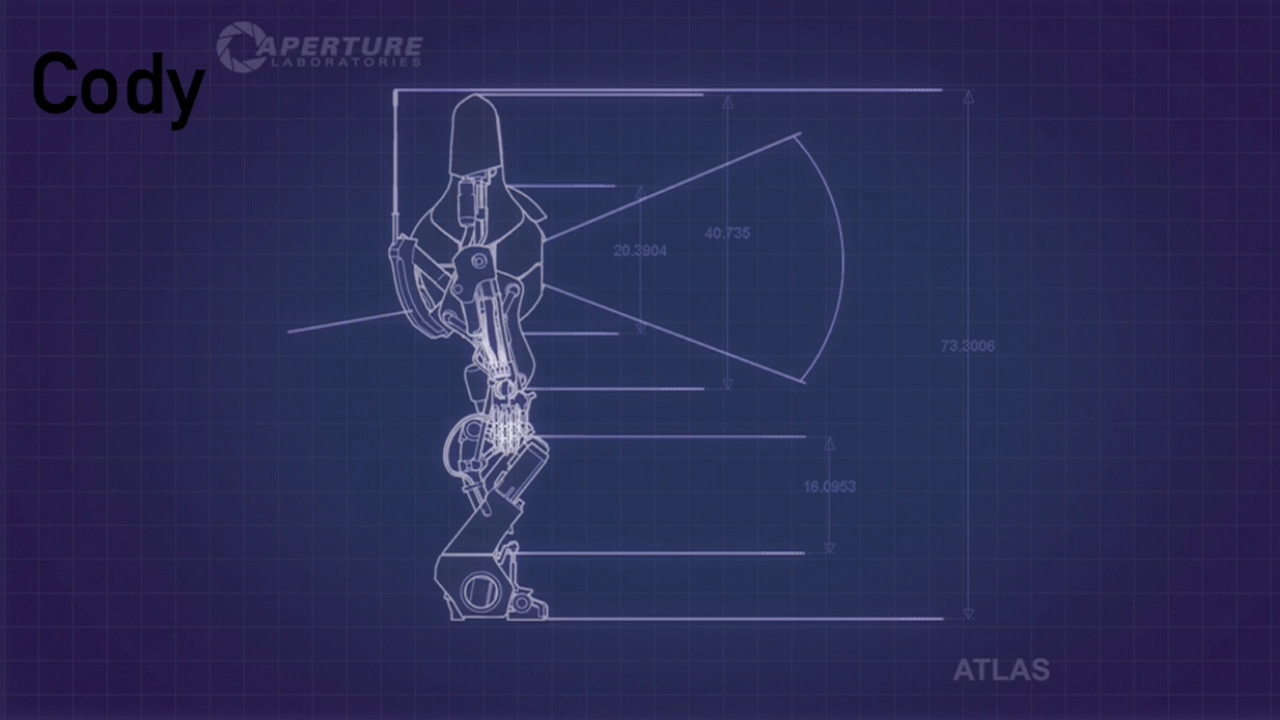 Cody
APERTURE
LABORATORIES
20.3904
40.735
73.3006
16.0953
ATLAS